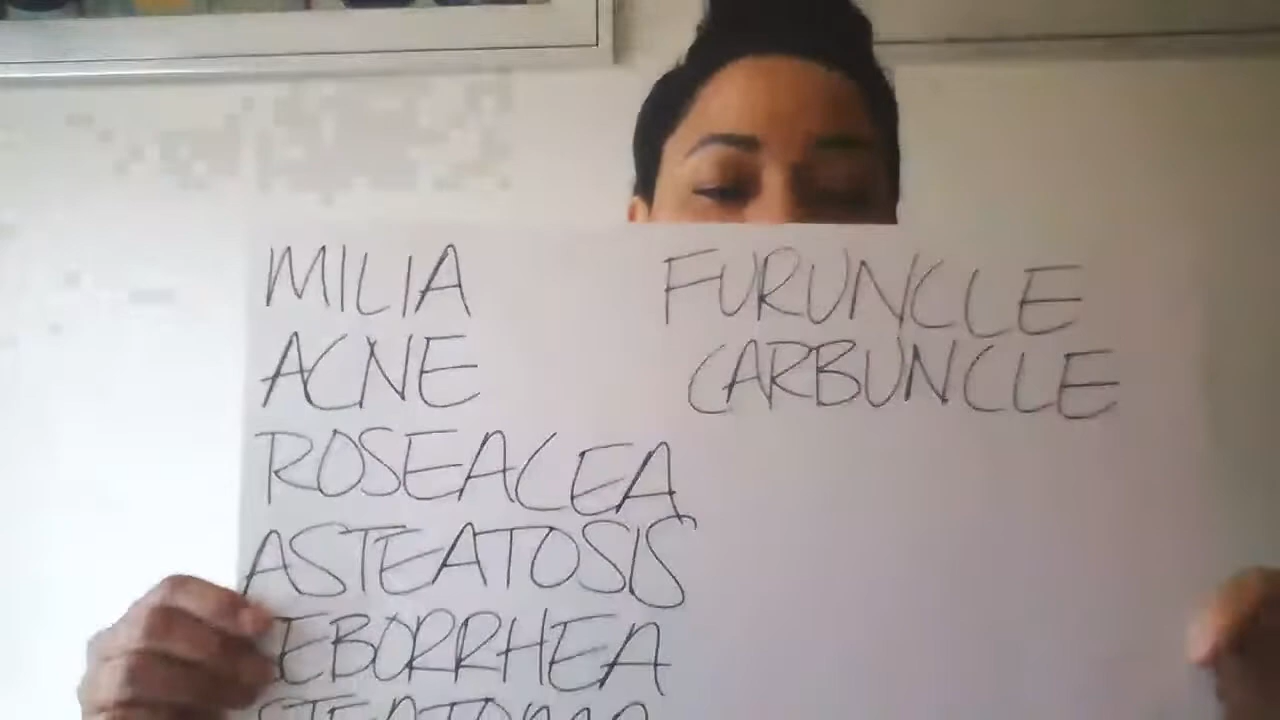 MILIA
ACNE
ROSEACEA
ASTEATOSIS
EBORRHEA
FURUNCLE
CARBUNCLE